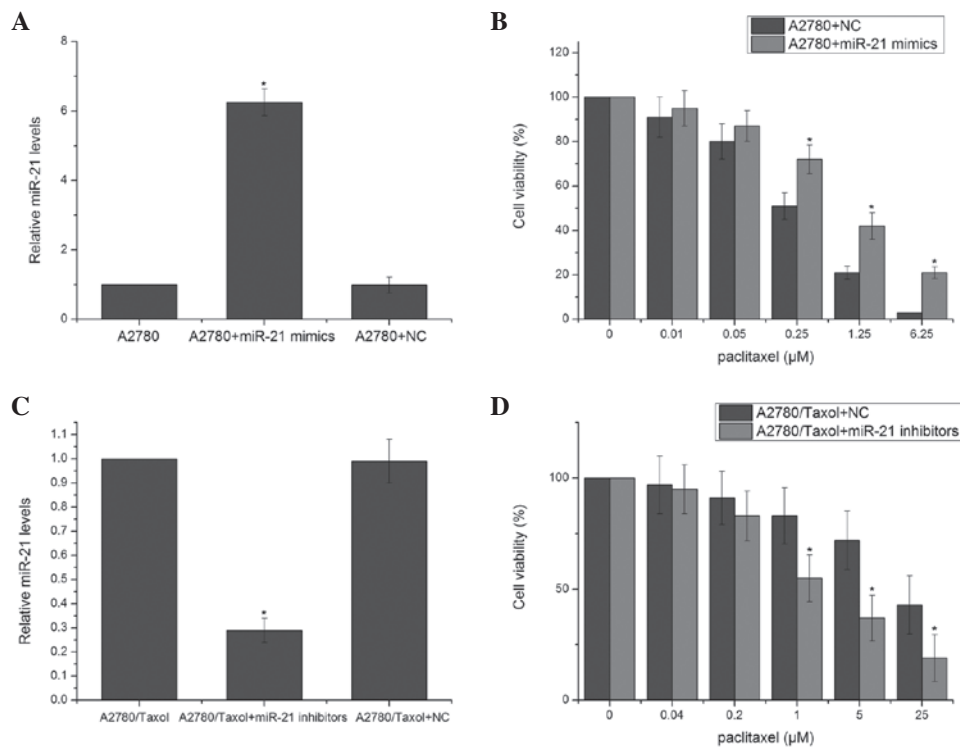 A
Relative miR-21 levels
8
6
4
2
0
*
A2780
A2780+miR-21 mimics
A2780+NC
B
A2780+NC
A2780+miR-21 mimics
Cell viability (%)
120
100
80
60
40
20
0
*
*
*
0
0.01
0.05
0.25
1.25
6.25
paclitaxel (μM)
C
Relative miR-21 levels
1.1
1.0
0.9
0.8
0.7
0.6
0.5
0.4
0.3
0.2
0.1
0.0
*
A2780/Taxol
A2780/Taxol+miR-21 inhibitors
A2780/Taxol+NC
D
A2780/Taxol+NC
A2780/Taxol+miR-21 inhibitors
Cell viability (%)
100
50
0
*
*
*
0
0.04
0.2
1
5
25
paclitaxel (μM)